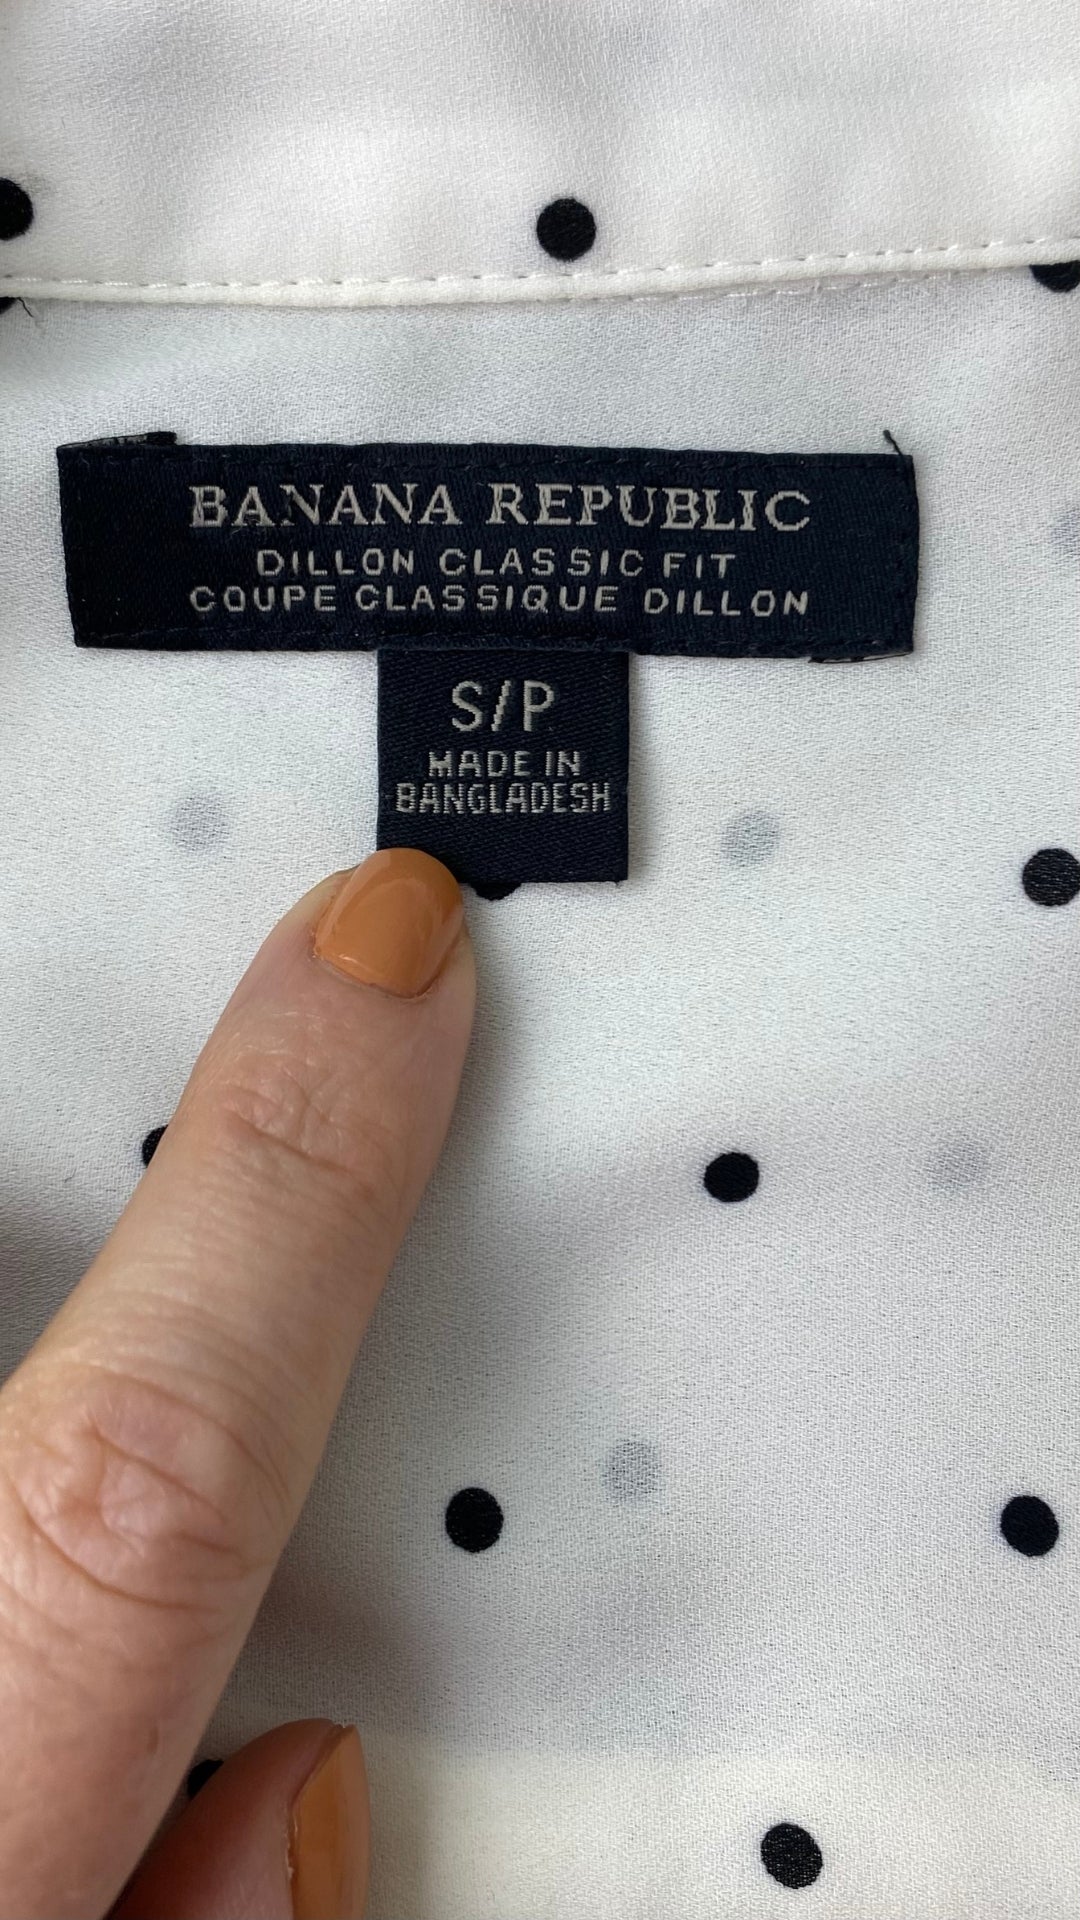 BANANA REPUBLIC
DILLON CLASSIC FIT
COUPE CLASSIQUE DILLON
S/P
MADE IN
BANGLADESH